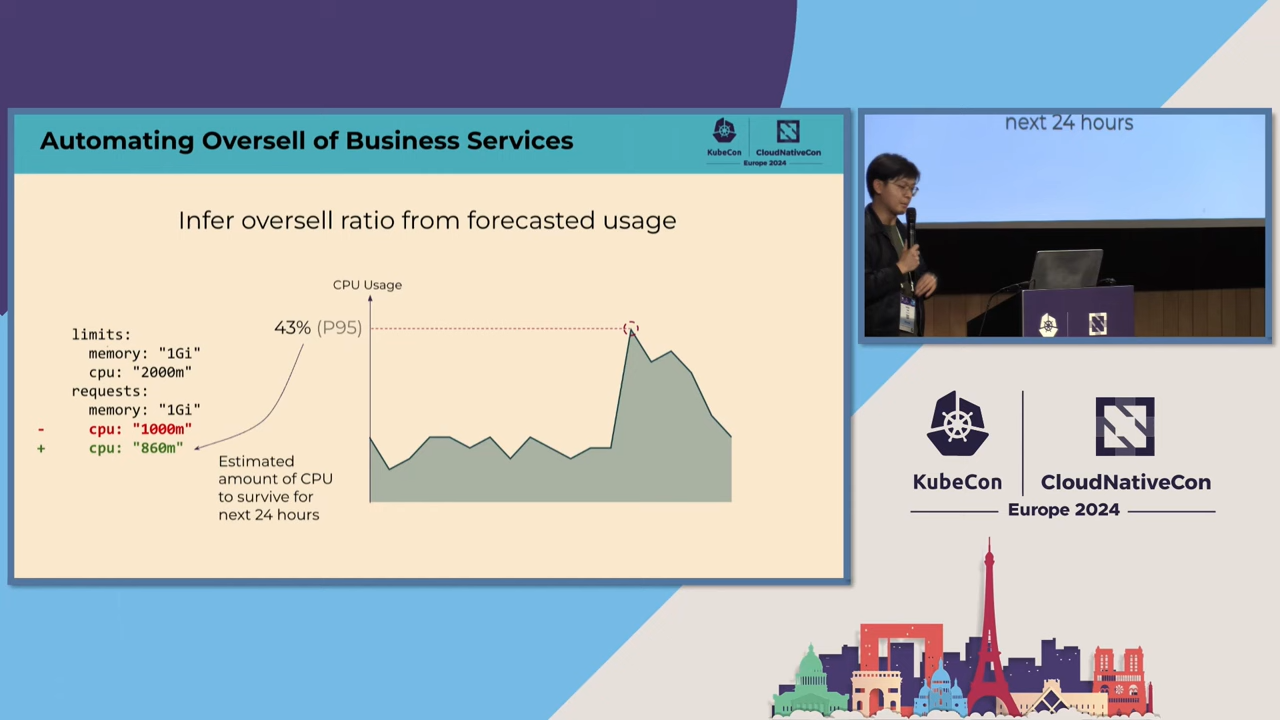 Automating Oversell of Business Services
KubeCon
CloudNativeCon
Europe 2024
Infer oversell ratio from forecasted usage
CPU Usage
43% (P95)
limits:
memory: "1Gi"
cpu: "2000m"
requests:
memory: "1Gi"
- cpu: "1000m"
+ cpu: "860m"
Estimated
amount of CPU
to survive for
next 24 hours
next 24 hours
KubeCon
CloudNativeCon
Europe 2024